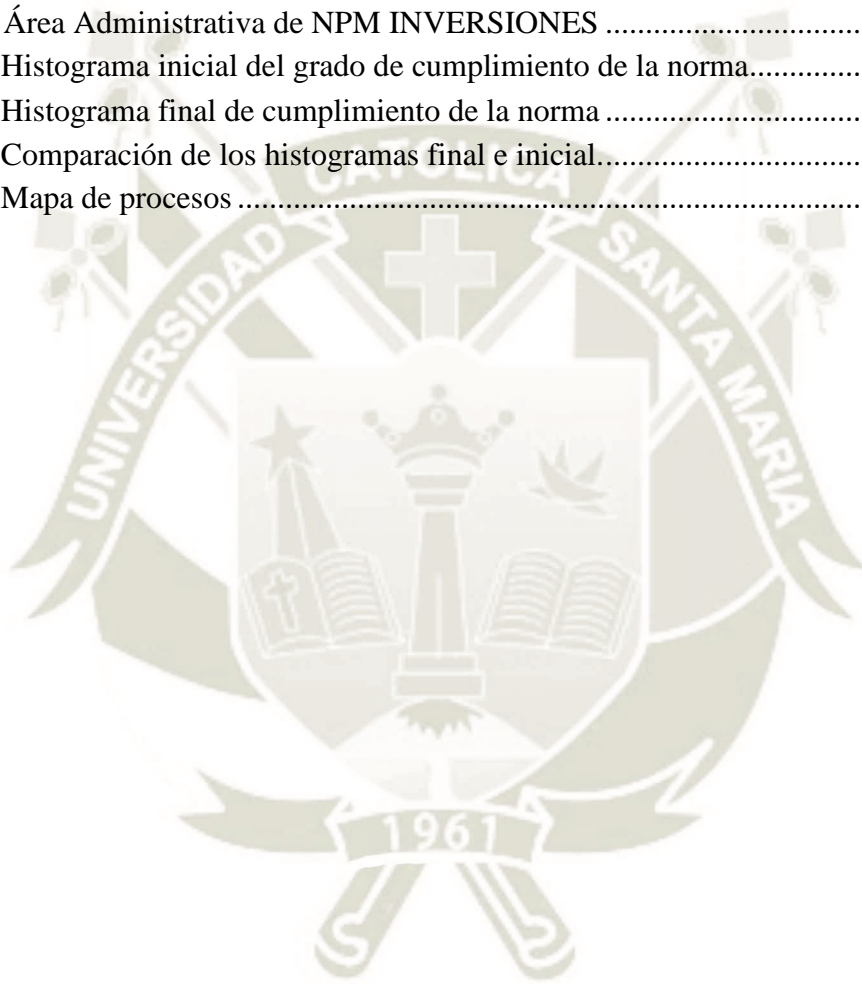 Área Administrativa de NPM INVERSIONES ..............................
Histograma inicial del grado de cumplimiento de la norma..............
Histograma final de cumplimiento de la norma ..............................
Comparación de los histogramas final e inicial................................
Mapa de procesos ..........................................................................
UNIVERSIDAD CATOLICA SANTA MARIA
1961